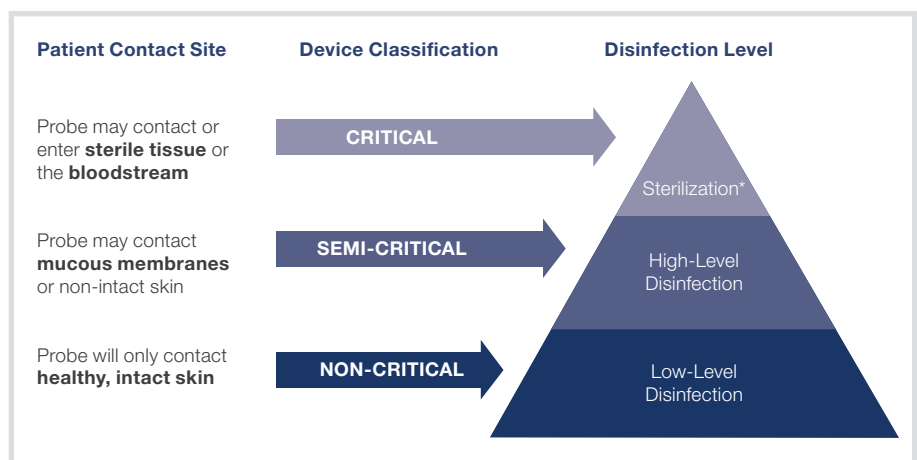 Patient Contact Site
Device Classification
Disinfection Level
Probe may contact or
enter sterile tissue or
the bloodstream
CRITICAL
Sterilization*
Probe may contact
mucous membranes
or non-intact skin
SEMI-CRITICAL
High-Level
Disinfection
Probe will only contact
healthy, intact skin
NON-CRITICAL
Low-Level
Disinfection